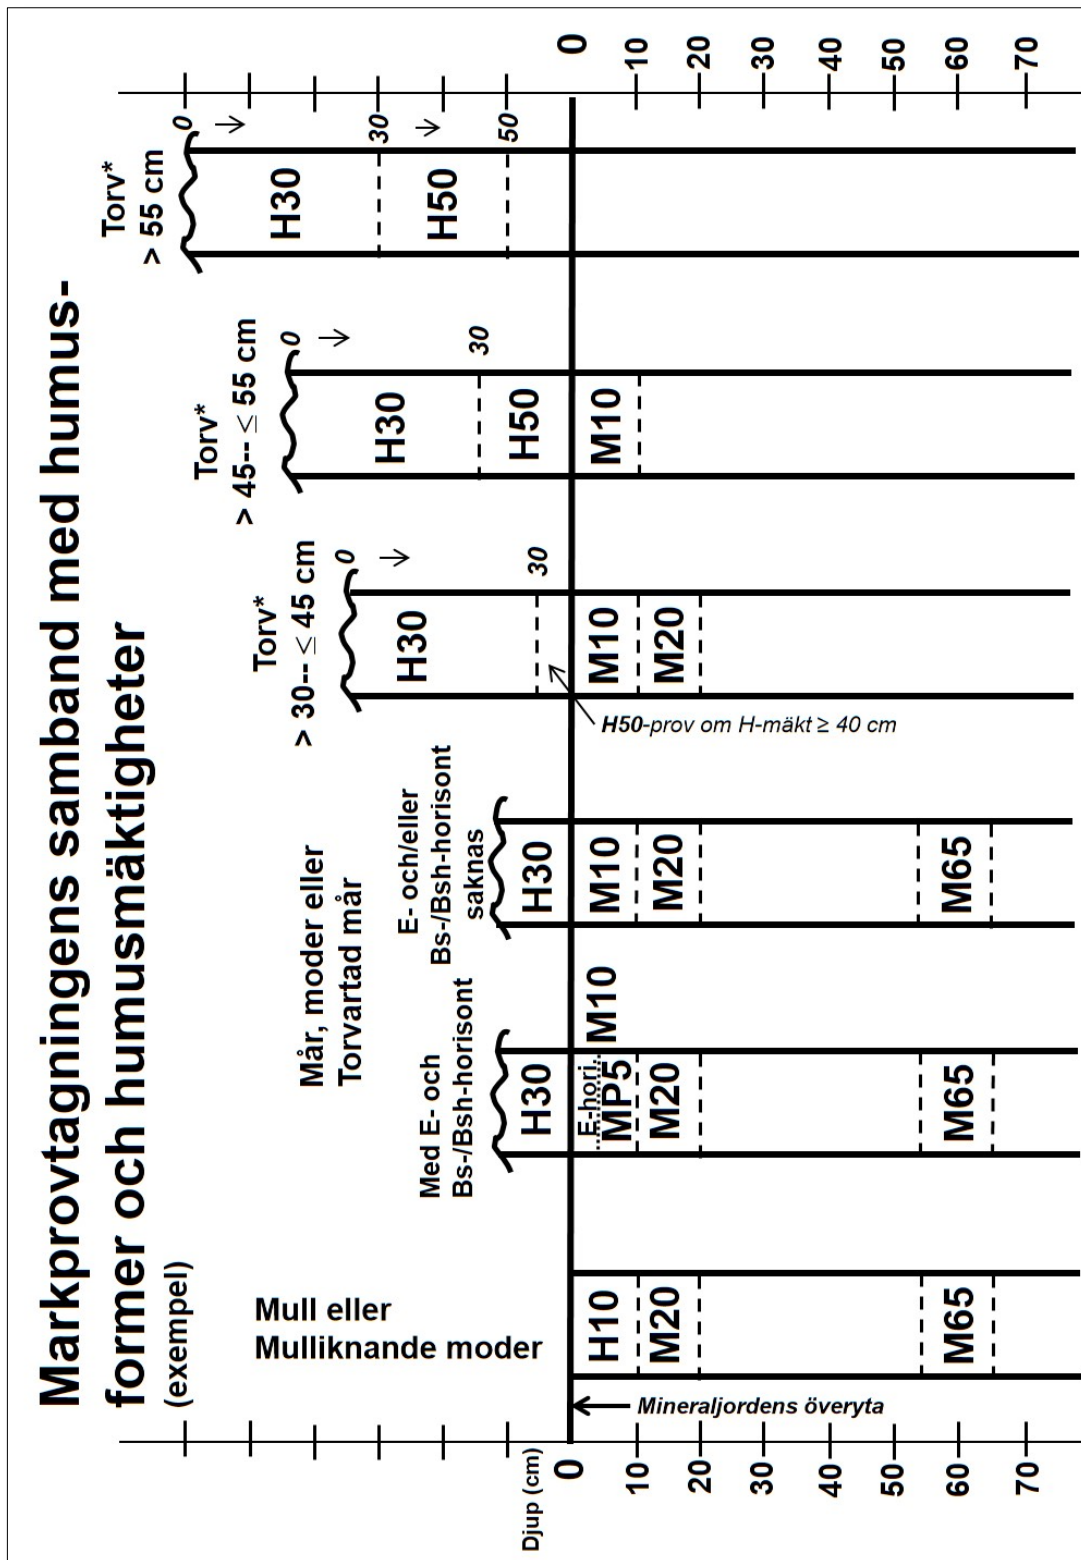 Markprovtagningens samband med humus-
former och humusmäktigheter
(exempel)
Mull eller
Mulliknande moder
Mår, moder eller
Torvartad mår
Med E- och
Bs-/Bsh-horisont
E- och/eller
Bs-/Bsh-horisont
saknas
Torv*
> 30-- ≤ 45 cm
Torv*
> 45-- ≤ 55 cm
Torv*
> 55 cm
Djup (cm)
0
10
20
30
40
50
60
70
Mineraljordens överyta
H10
M20
M65
H30
E-hori.
MP5
M10
M20
M65
H30
M10
M20
M65
0
H30
30
M10
M20
H50-prov om H-mäkt ≥ 40 cm
0
H30
30
H50
M10
0
H30
30
H50
50
0
10
20
30
40
50
60
70